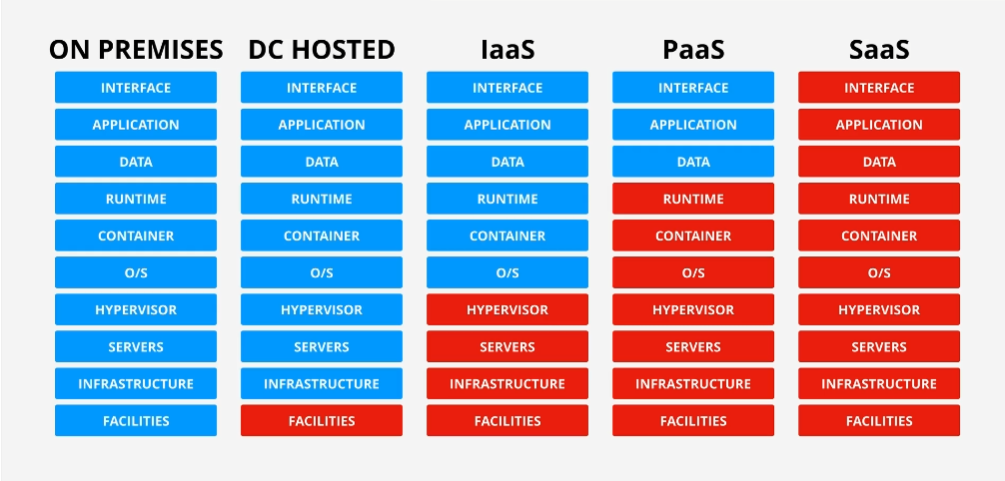 ON PREMISES DC HOSTED IaaS PaaS SaaS
INTERFACE INTERFACE INTERFACE INTERFACE INTERFACE
APPLICATION APPLICATION APPLICATION APPLICATION APPLICATION
DATA DATA DATA DATA DATA
RUNTIME RUNTIME RUNTIME RUNTIME RUNTIME
CONTAINER CONTAINER CONTAINER CONTAINER CONTAINER
O/S O/S O/S O/S O/S
HYPERVISOR HYPERVISOR HYPERVISOR HYPERVISOR HYPERVISOR
SERVERS SERVERS SERVERS SERVERS SERVERS
INFRASTRUCTURE INFRASTRUCTURE INFRASTRUCTURE INFRASTRUCTURE INFRASTRUCTURE
FACILITIES FACILITIES FACILITIES FACILITIES FACILITIES